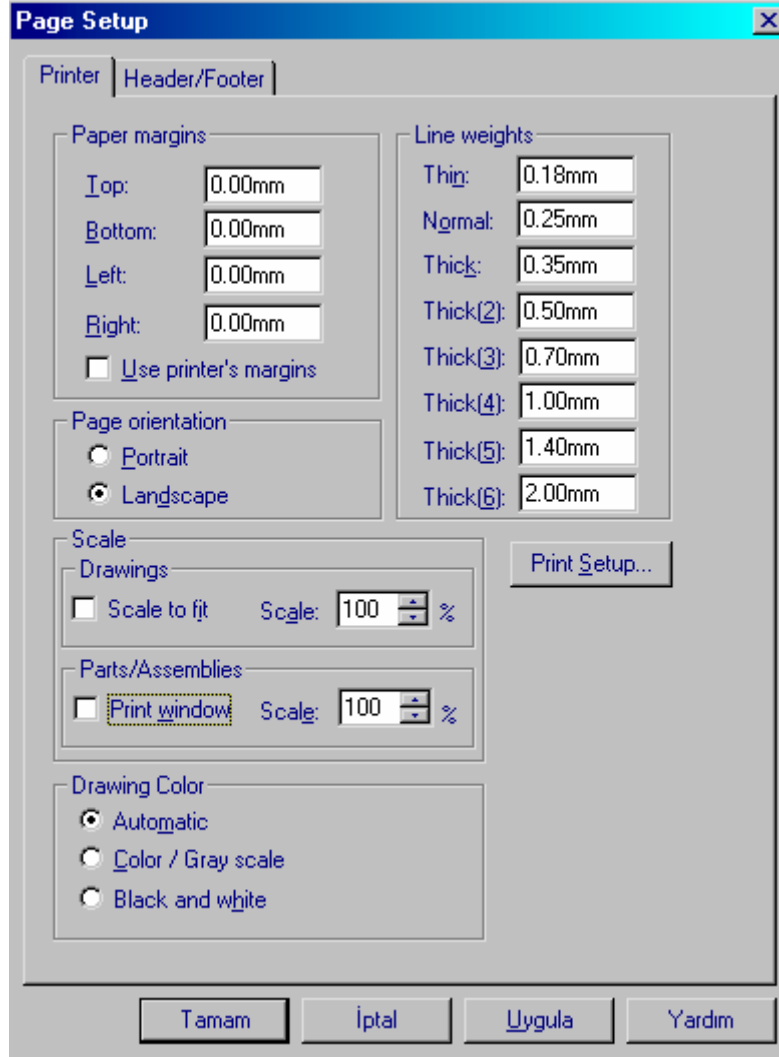 Page Setup
Printer
Header/Footer
Paper margins
Top: 0.00mm
Bottom: 0.00mm
Left: 0.00mm
Right: 0.00mm
Use printer's margins
Line weights
Thin: 0.18mm
Normal: 0.25mm
Thick: 0.35mm
Thick(2): 0.50mm
Thick(3): 0.70mm
Thick(4): 1.00mm
Thick(5): 1.40mm
Thick(6): 2.00mm
Page orientation
Portrait
Landscape
Scale
Drawings
Scale to fit Scale: 100 %
Parts/Assemblies
Print window Scale: 100 %
Print Setup...
Drawing Color
Automatic
Color / Gray scale
Black and white
Tamam İptal Uygula Yardım